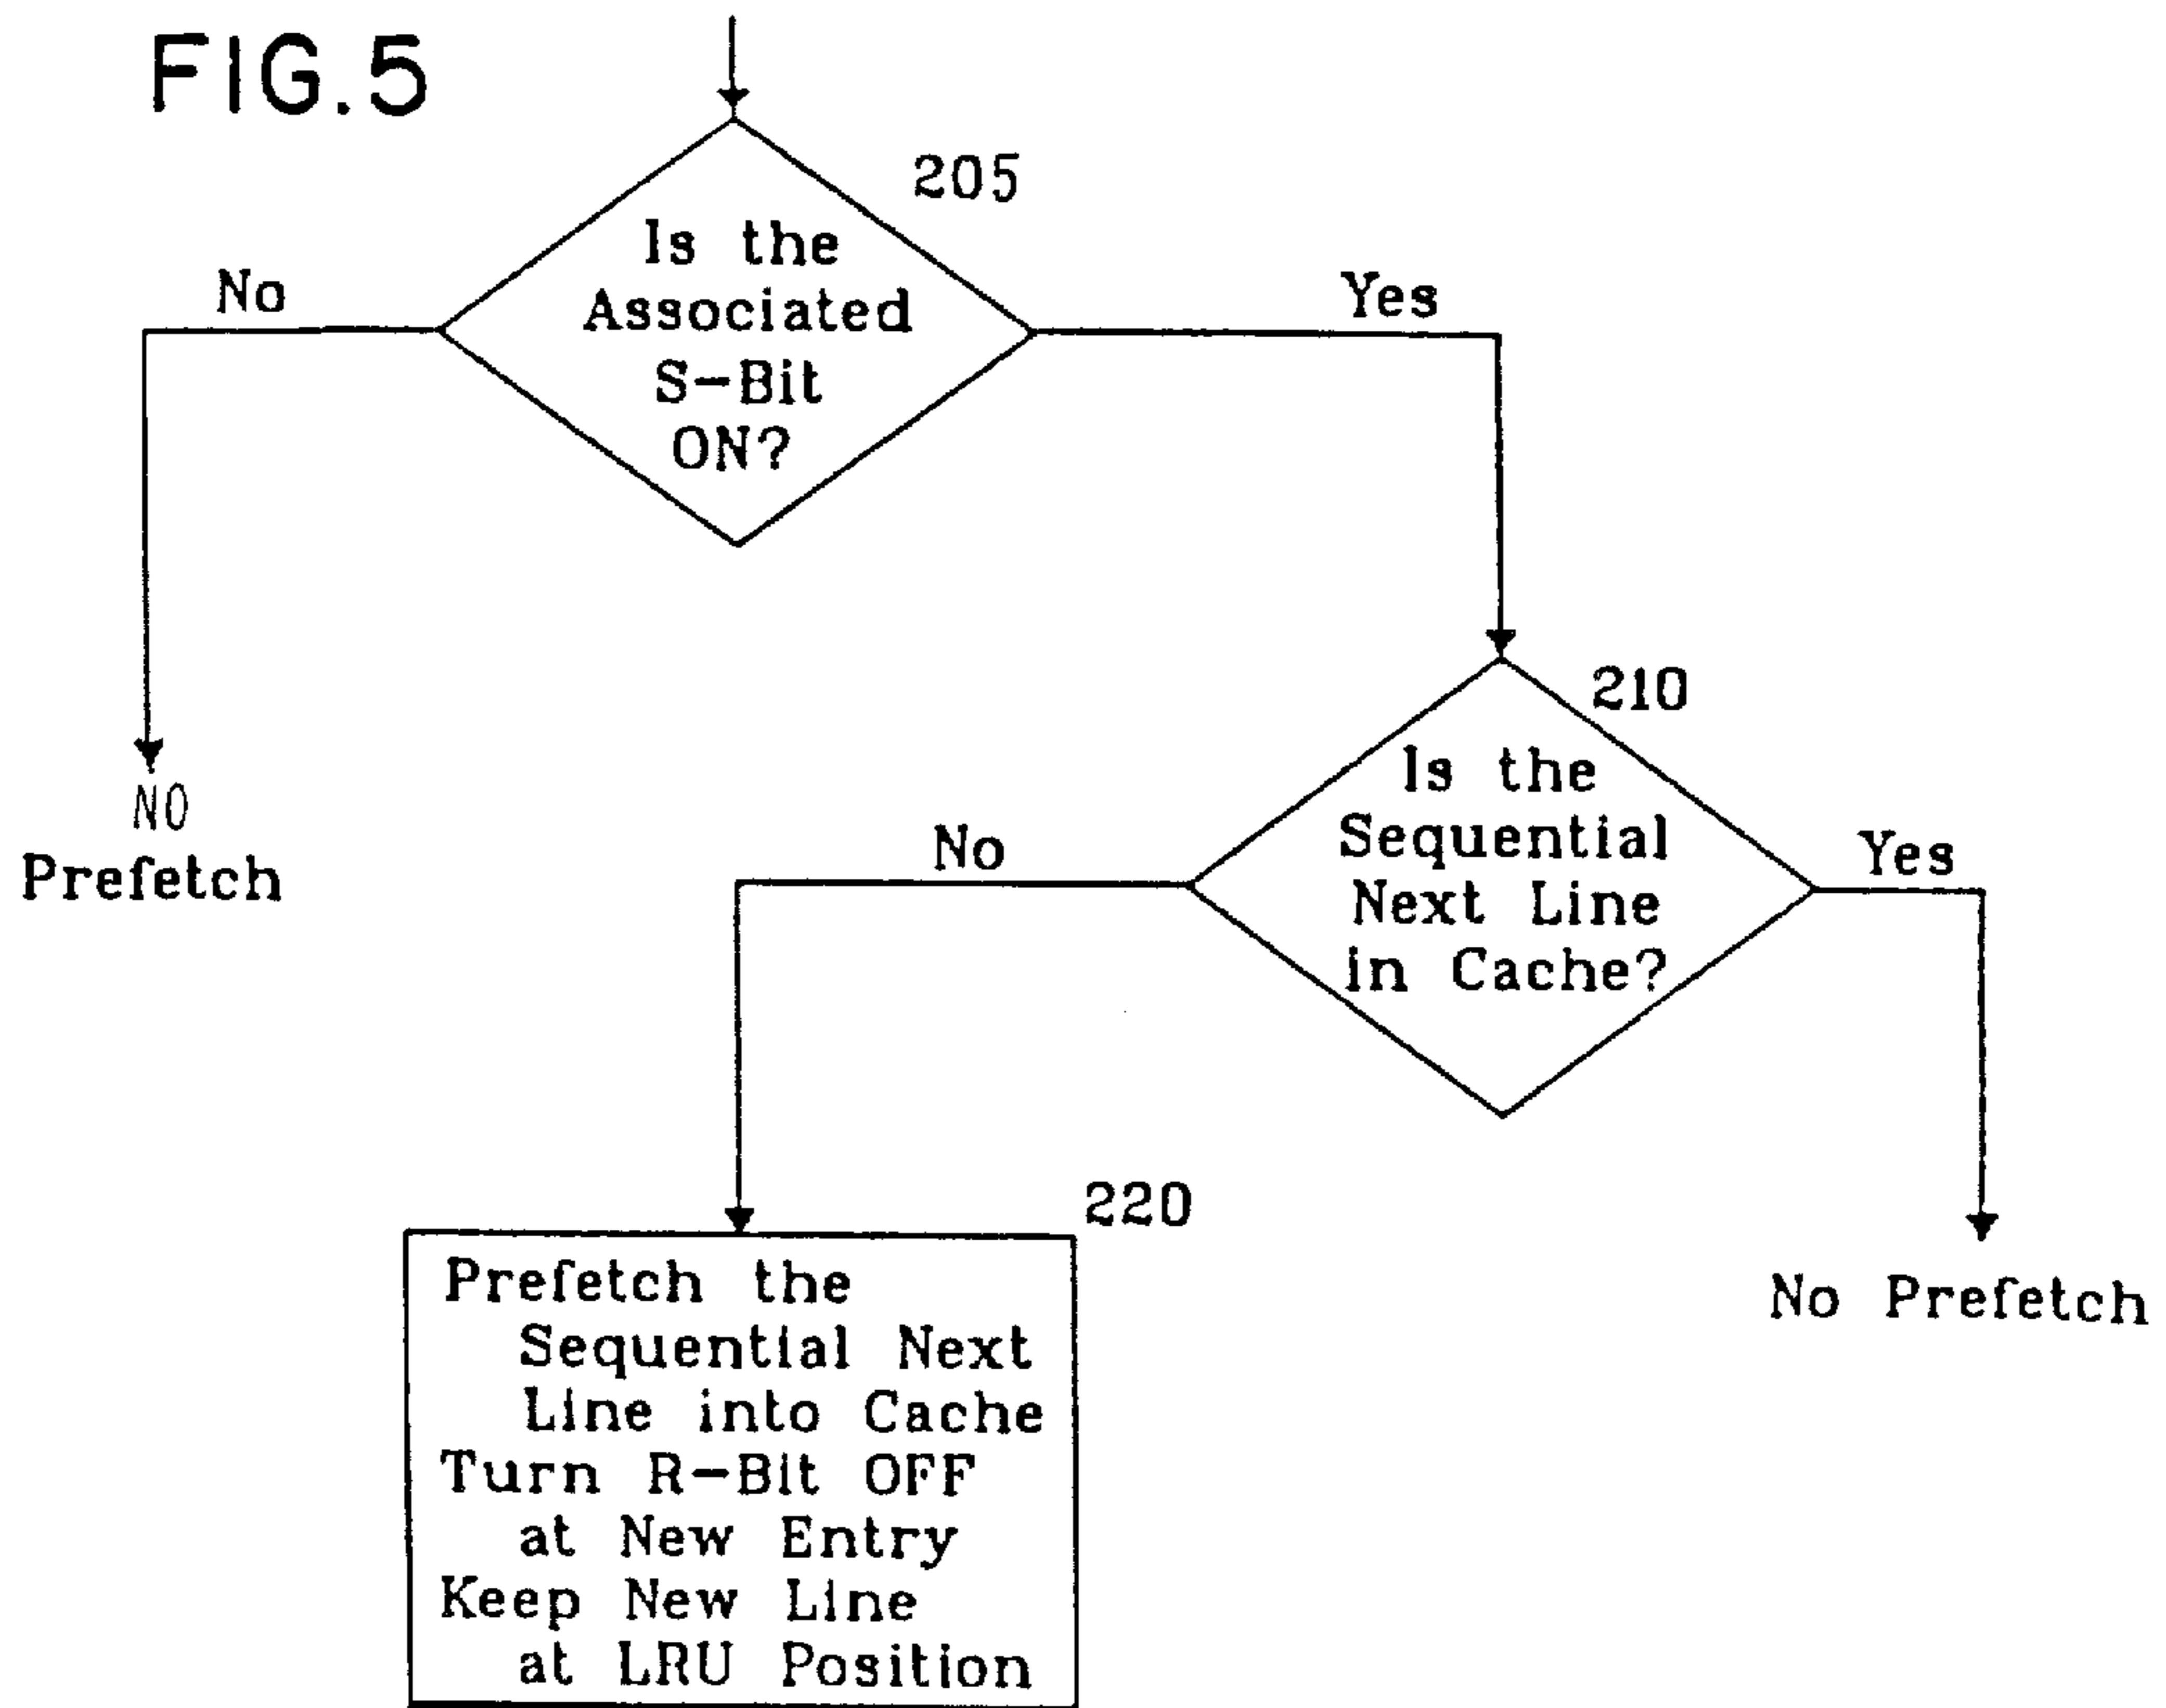 FIG.5
205
Is the
Associated
S-Bit
ON?
No
Yes
NO
Prefetch
210
Is the
Sequential
Next Line
in Cache?
No
Yes
220
Prefetch the
Sequential Next
Line into Cache
Turn R-Bit OFF
at New Entry
Keep New Line
at LRU Position
No Prefetch